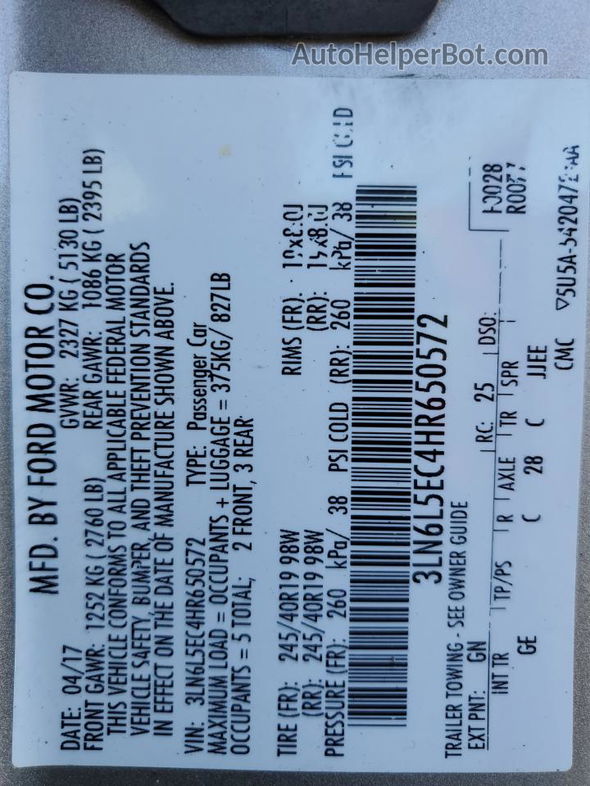 AutoHelperBot.com
MFD. BY FORD MOTOR CO.
DATE: 04/17 GVWR: 2327 KG ( 5130 LB)
FRONT GAWR: 1252 KG ( 2760 LB) REAR GAWR: 1086 KG ( 2395 LB)
THIS VEHICLE CONFORMS TO ALL APPLICABLE FEDERAL MOTOR
VEHICLE SAFETY, BUMPER, AND THEFT PREVENTION STANDARDS
IN EFFECT ON THE DATE OF MANUFACTURE SHOWN ABOVE.
VIN: 3LN6L5EC4HR650572 TYPE: Passenger Car
MAXIMUM LOAD = OCCUPANTS + LUGGAGE = 375KG/ 827LB
OCCUPANTS = 5 TOTAL; 2 FRONT, 3 REAR
TIRE (FR): 245/40R19 98W RIMS (FR):
(RR): 245/40R19 98W (RR):
PRESSURE (FR): 260 kPa/ 38 PSI COLD (RR): 260 kPa/ 38 PSI COLD
3LN6L5EC4HR650572
TRAILER TOWING - SEE OWNER GUIDE
EXT PNT: GN RC: 25 DSO:
INT TR TP/PS R AXLE TR SPR
GE C 28 C JJEE
CMC